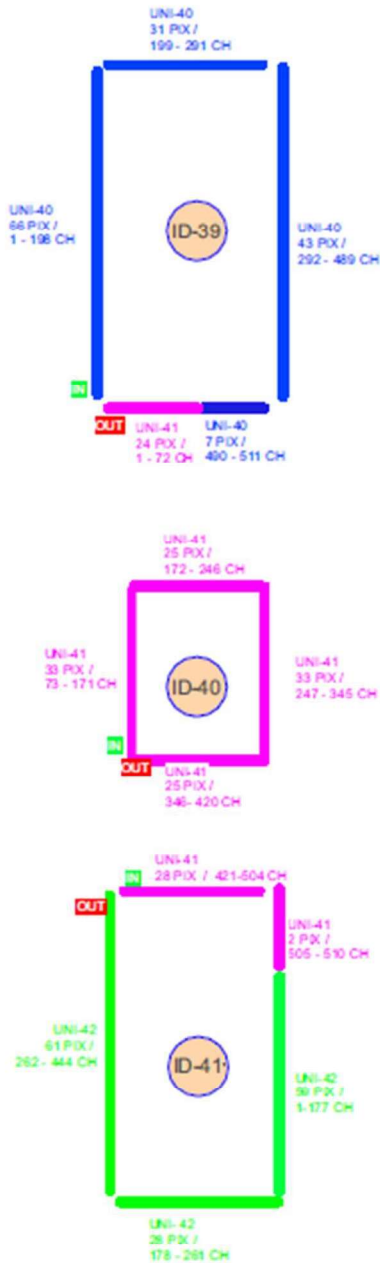 UNI-40
31 PIX /
199 - 291 CH
UNI-40
66 PIX /
1 - 198 CH
ID-39
UNI-40
43 PIX /
292 - 489 CH
IN
OUT
UNI-41
24 PIX /
1 - 72 CH
UNI-40
7 PIX /
490 - 511 CH
UNI-41
25 PIX /
172 - 246 CH
UNI-41
33 PIX /
73 - 171 CH
ID-40
UNI-41
33 PIX /
247 - 345 CH
IN
OUT
UNI-41
25 PIX /
346 - 420 CH
UNI-41
28 PIX / 421-504 CH
IN
OUT
UNI-41
2 PIX /
505 - 510 CH
UNI-42
61 PIX /
262 - 444 CH
ID-41
UNI-42
59 PIX /
1-177 CH
UNI- 42
28 PIX /
178 - 261 CH